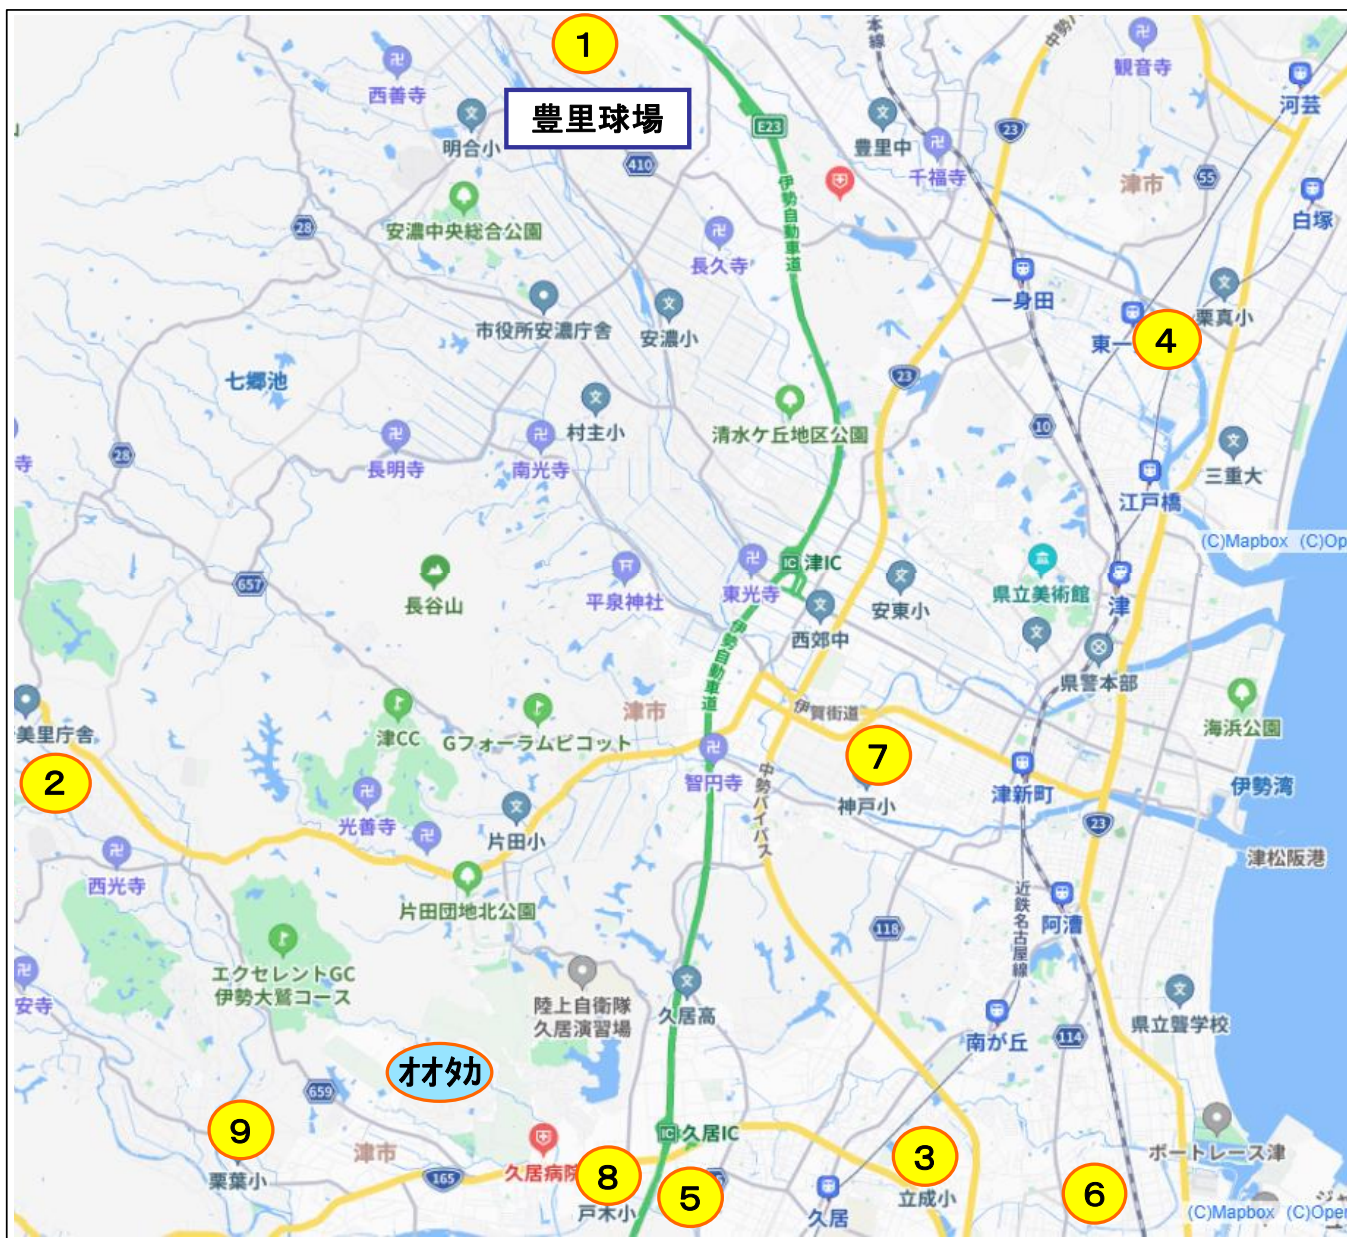 1
本線
中勢バ
卍
観音寺
河芸
西善寺
文
明合小
豊里球場
E23
豊里中
千福寺
23
410
津市
55
白塚
伊勢自動車道
28
安濃中央総合公園
長久寺
一身田
市役所安濃庁舎
安濃小
栗真小
東一
4
七郷池
23
村主小
清水ケ丘地区公園
10
28
寺
長明寺
南光寺
三重大
江戸橋
(C)Mapbox (C)Op
657
長谷山
平泉神社
東光寺
IC 津IC
安東小
県立美術館
津
西郊中
伊勢自動車道
県警本部
美里庁舎
津CC
Gフォーラムピコット
津市
伊賀街道
海浜公園
2
7
智円寺
中勢バイパス
神戸小
津新町
伊勢湾
光善寺
片田小
23
津松阪港
西光寺
片田団地北公園
近鉄名古屋線
阿漕
118
エクセレントGC
伊勢大鷲コース
安寺
陸上自衛隊
久居演習場
久居高
県立聾学校
南が丘
114
オオタカ
659
9
津市
IC 久居IC
ボートレース津
栗葉小
165
久居病院
8
戸木小
5
3
立成小
久居
6
ジャ
(C)Mapbox (C)Oper